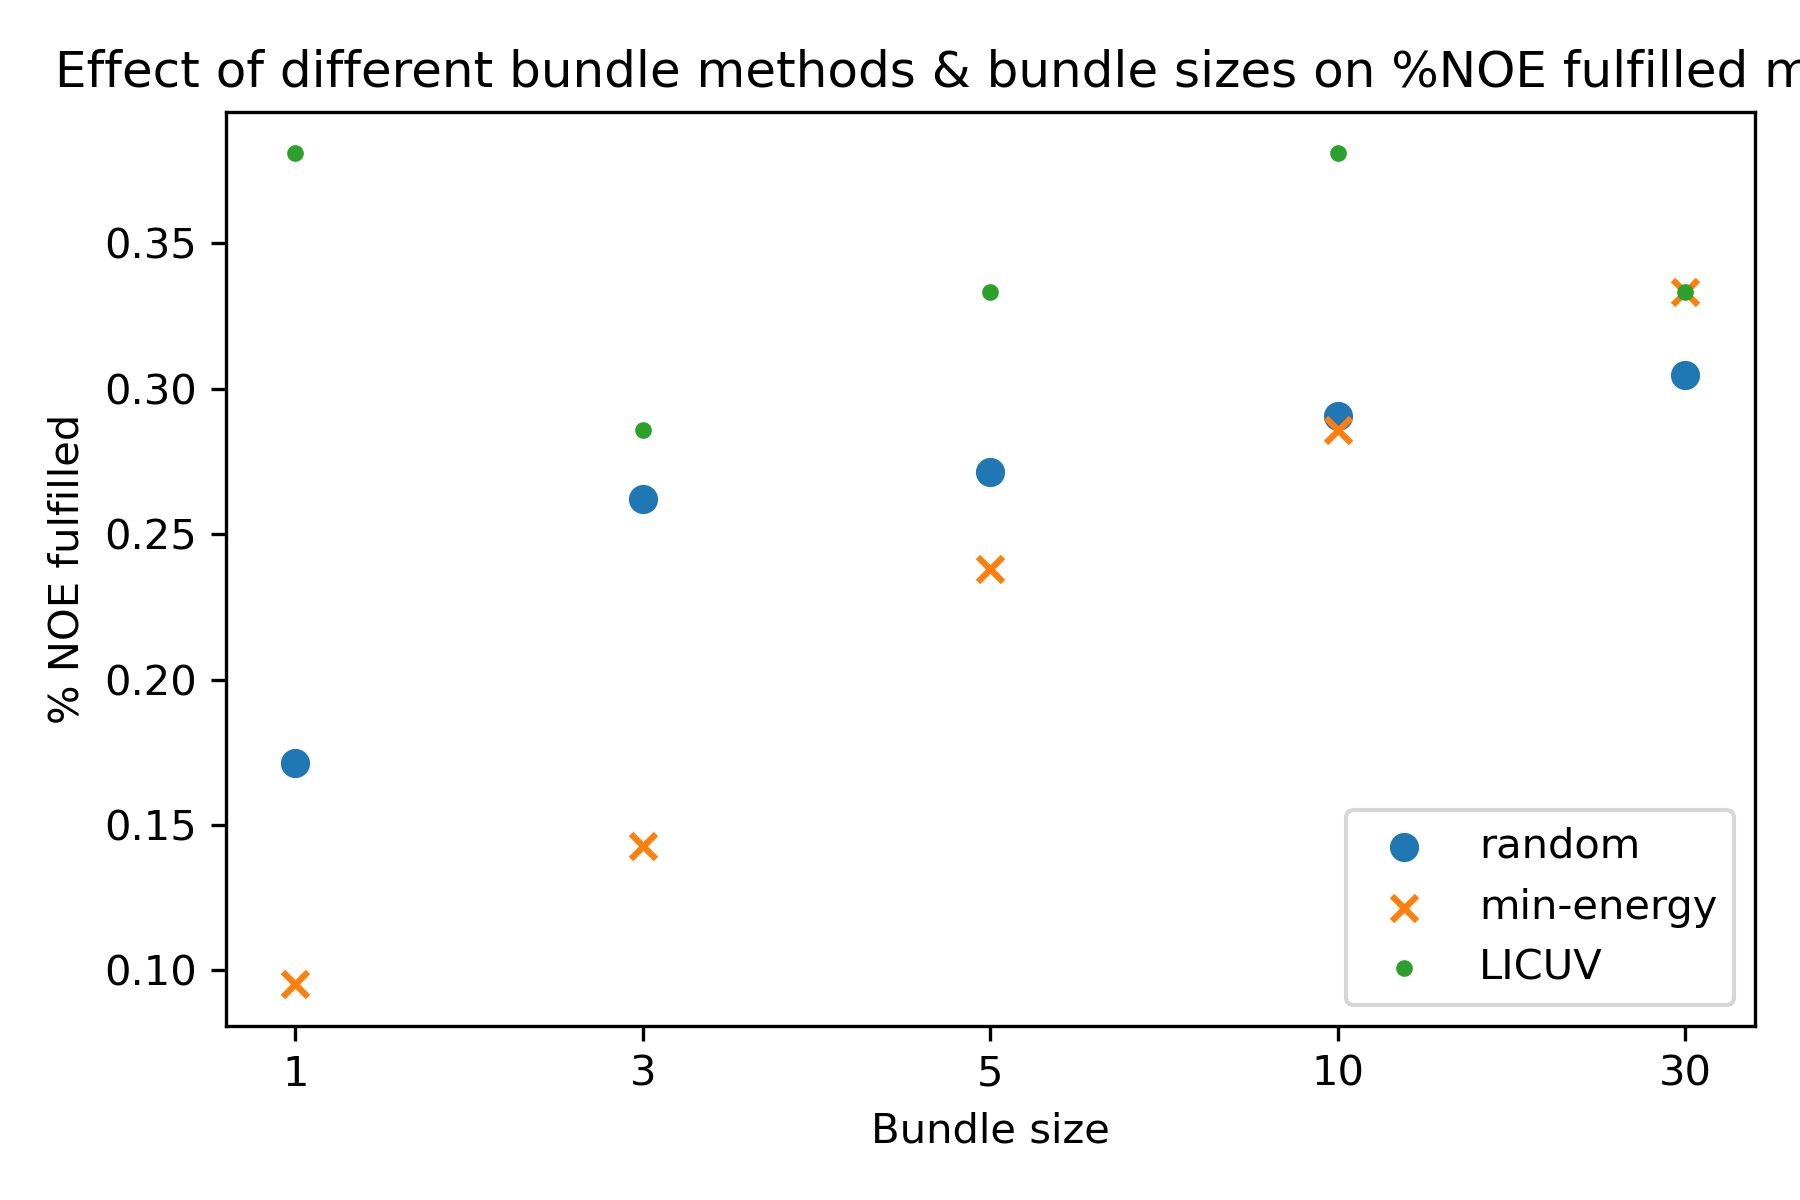 Effect of different bundle methods & bundle sizes on %NOE fulfilled
% NOE fulfilled
0.35
0.30
0.25
0.20
0.15
0.10
random
min-energy
LICUV
1 3 5 10 30
Bundle size